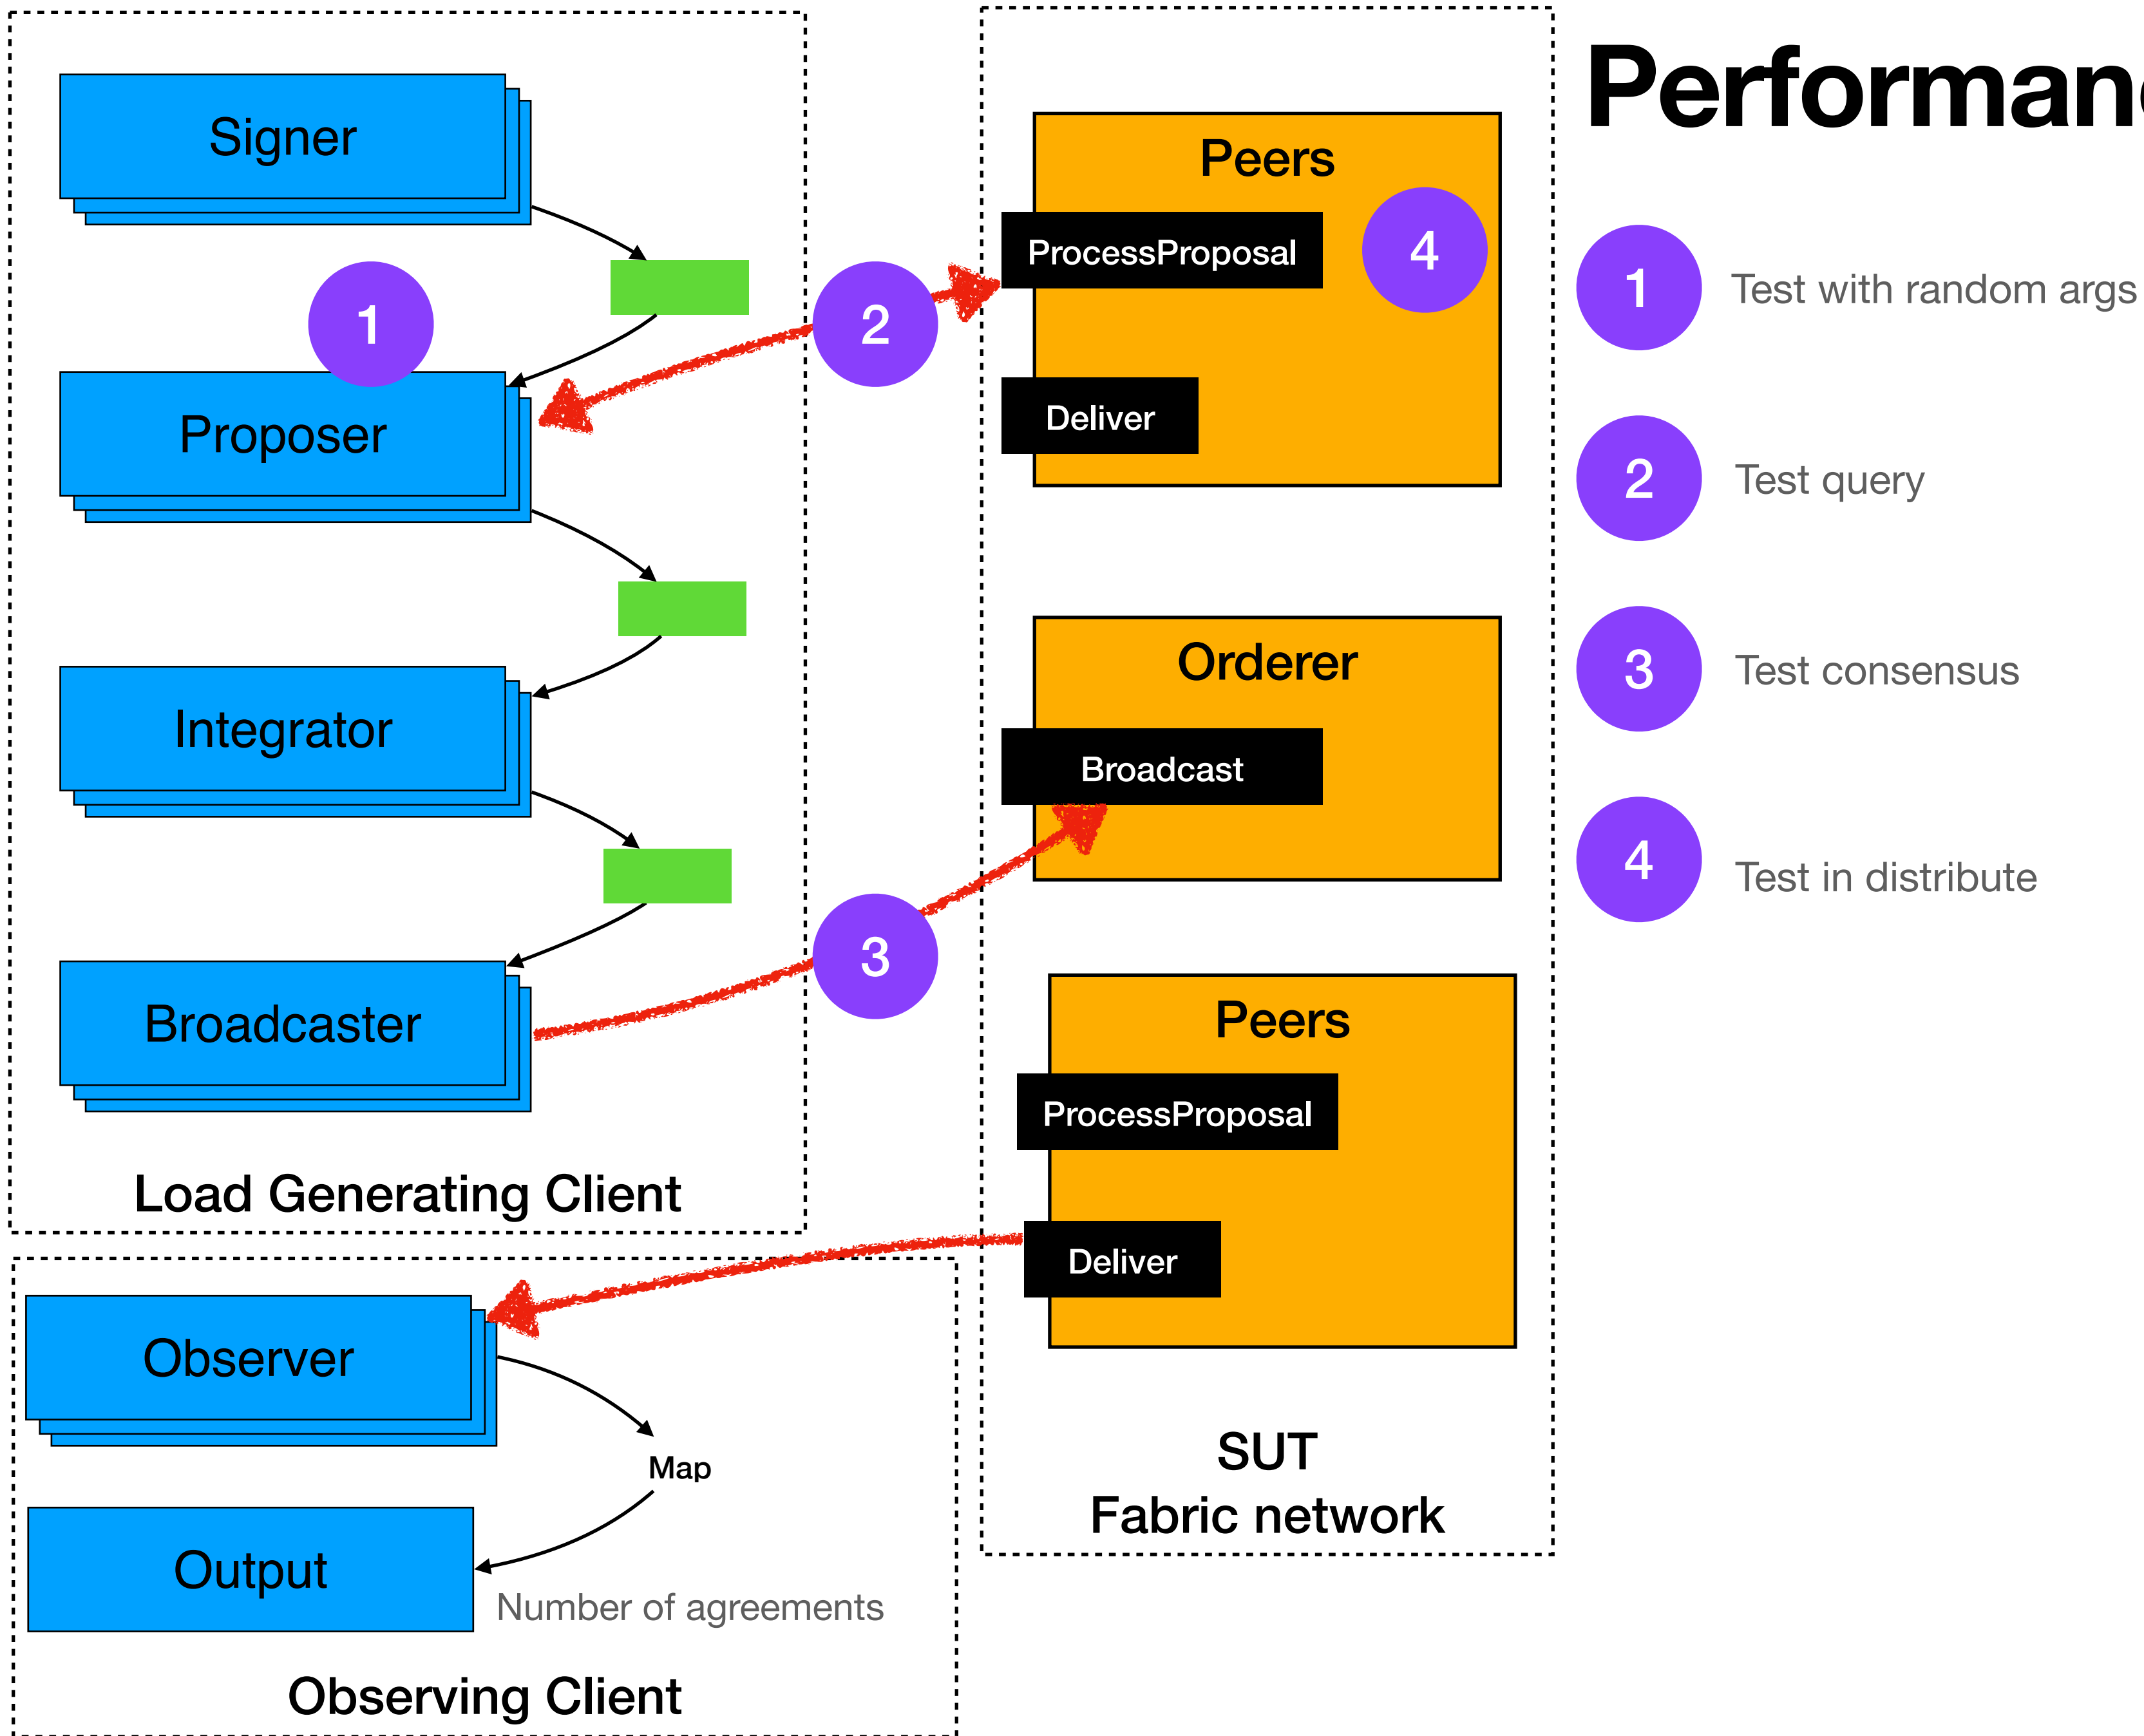 Signer
1
Proposer
Integrator
Broadcaster
Load Generating Client
2
3
Peers
ProcessProposal
4
Deliver
Orderer
Broadcast
Peers
ProcessProposal
Deliver
SUT
Fabric network
Observer
Map
Output
Number of agreements
Observing Client
1
Test with random args
2
Test query
3
Test consensus
4
Test in distribute